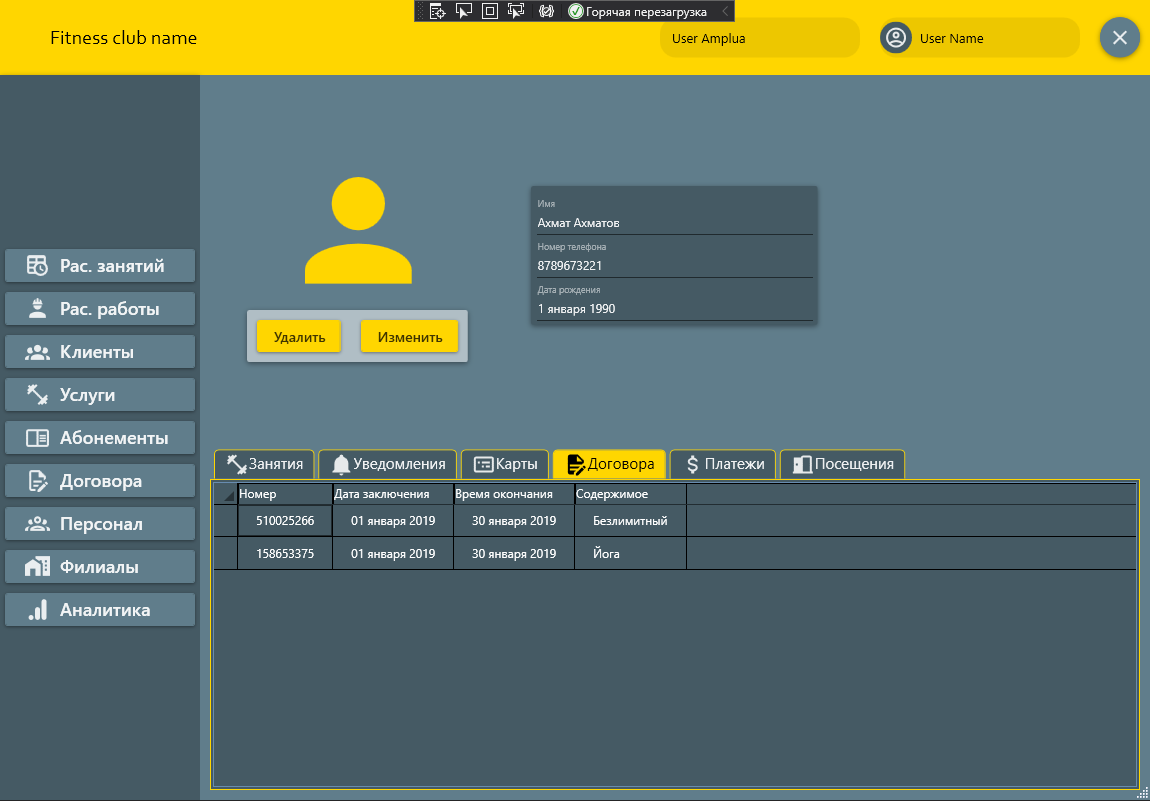 Горячая перезагрузка
Fitness club name
User Amplua
User Name
Рас. занятий
Рас. работы
Клиенты
Услуги
Абонементы
Договора
Персонал
Филиалы
Аналитика
Имя
Ахмат Ахматов
Номер телефона
8789673221
Дата рождения
1 января 1990
Удалить Изменить
Занятия Уведомления Карты Договора Платежи Посещения
Номер Дата заключения Время окончания Содержимое
510025266 01 января 2019 30 января 2019 Безлимитный
158653375 01 января 2019 30 января 2019 Йога